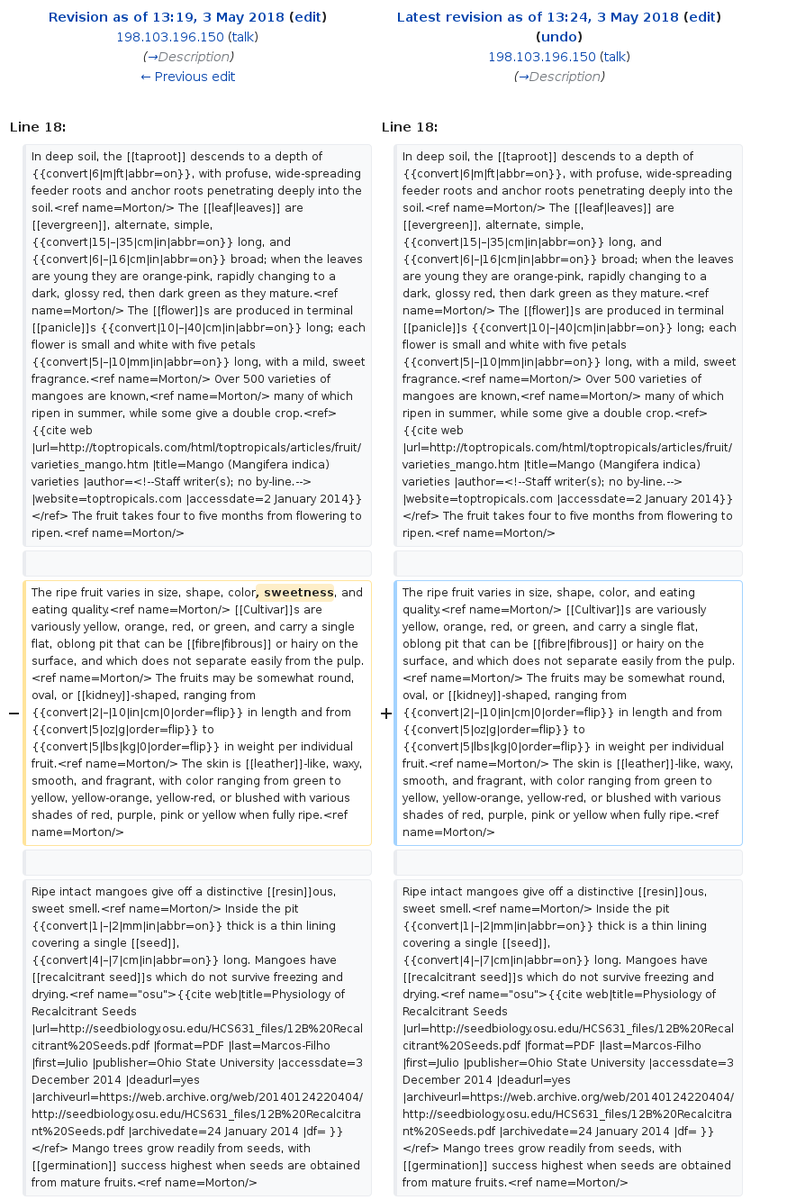 Revision as of 13:19, 3 May 2018 (edit)
198.103.196.150 (talk)
(→Description)
← Previous edit
Latest revision as of 13:24, 3 May 2018 (edit)
(undo)
198.103.196.150 (talk)
(→Description)
Line 18:
In deep soil, the [[taproot]] descends to a depth of
{{convert|6|m|ft|abbr=on}}, with profuse, wide-spreading
feeder roots and anchor roots penetrating deeply into the
soil.<ref name=Morton/> The [[leaf|leaves]] are
[[evergreen]], alternate, simple,
{{convert|15|–|35|cm|in|abbr=on}} long, and
{{convert|6|–|16|cm|in|abbr=on}} broad; when the leaves
are young they are orange-pink, rapidly changing to a
dark, glossy red, then dark green as they mature.<ref
name=Morton/> The [[flower]]s are produced in terminal
[[panicle]]s {{convert|10|–|40|cm|in|abbr=on}} long; each
flower is small and white with five petals
{{convert|5|–|10|mm|in|abbr=on}} long, with a mild, sweet
fragrance.<ref name=Morton/> Over 500 varieties of
mangoes are known,<ref name=Morton/> many of which
ripen in summer, while some give a double crop.<ref>
{{cite web
|url=http://toptropicals.com/html/toptropicals/articles/fruit/
varieties_mango.htm |title=Mango (Mangifera indica)
varieties |author=<!--Staff writer(s); no by-line.-->
|website=toptropicals.com |accessdate=2 January 2014}}
</ref> The fruit takes four to five months from flowering to
ripen.<ref name=Morton/>
−
The ripe fruit varies in size, shape, color, sweetness, and
eating quality.<ref name=Morton/> [[Cultivar]]s are
variously yellow, orange, red, or green, and carry a single
flat, oblong pit that can be [[fibre|fibrous]] or hairy on the
surface, and which does not separate easily from the pulp.
<ref name=Morton/> The fruits may be somewhat round,
oval, or [[kidney]]-shaped, ranging from
{{convert|2|–|10|in|cm|0|order=flip}} in length and from
{{convert|5|oz|g|order=flip}} to
{{convert|5|lbs|kg|0|order=flip}} in weight per individual
fruit.<ref name=Morton/> The skin is [[leather]]-like, waxy,
smooth, and fragrant, with color ranging from green to
yellow, yellow-orange, yellow-red, or blushed with various
shades of red, purple, pink or yellow when fully ripe.<ref
name=Morton/>
Ripe intact mangoes give off a distinctive [[resin]]ous,
sweet smell.<ref name=Morton/> Inside the pit
{{convert|1|–|2|mm|in|abbr=on}} thick is a thin lining
covering a single [[seed]],
{{convert|4|–|7|cm|in|abbr=on}} long. Mangoes have
[[recalcitrant seed]]s which do not survive freezing and
drying.<ref name="osu">{{cite web|title=Physiology of
Recalcitrant Seeds
|url=http://seedbiology.osu.edu/HCS631_files/12B%20Recal
citrant%20Seeds.pdf |format=PDF |last=Marcos-Filho
|first=Julio |publisher=Ohio State University |accessdate=3
December 2014 |deadurl=yes
|archiveurl=https://web.archive.org/web/20140124220404/
http://seedbiology.osu.edu/HCS631_files/12B%20Recalcitra
nt%20Seeds.pdf |archivedate=24 January 2014 |df= }}
</ref> Mango trees grow readily from seeds, with
[[germination]] success highest when seeds are obtained
from mature fruits.<ref name=Morton/>
Line 18:
In deep soil, the [[taproot]] descends to a depth of
{{convert|6|m|ft|abbr=on}}, with profuse, wide-spreading
feeder roots and anchor roots penetrating deeply into the
soil.<ref name=Morton/> The [[leaf|leaves]] are
[[evergreen]], alternate, simple,
{{convert|15|–|35|cm|in|abbr=on}} long, and
{{convert|6|–|16|cm|in|abbr=on}} broad; when the leaves
are young they are orange-pink, rapidly changing to a
dark, glossy red, then dark green as they mature.<ref
name=Morton/> The [[flower]]s are produced in terminal
[[panicle]]s {{convert|10|–|40|cm|in|abbr=on}} long; each
flower is small and white with five petals
{{convert|5|–|10|mm|in|abbr=on}} long, with a mild, sweet
fragrance.<ref name=Morton/> Over 500 varieties of
mangoes are known,<ref name=Morton/> many of which
ripen in summer, while some give a double crop.<ref>
{{cite web
|url=http://toptropicals.com/html/toptropicals/articles/fruit/
varieties_mango.htm |title=Mango (Mangifera indica)
varieties |author=<!--Staff writer(s); no by-line.-->
|website=toptropicals.com |accessdate=2 January 2014}}
</ref> The fruit takes four to five months from flowering to
ripen.<ref name=Morton/>
+
The ripe fruit varies in size, shape, color, and eating
quality.<ref name=Morton/> [[Cultivar]]s are variously
yellow, orange, red, or green, and carry a single flat,
oblong pit that can be [[fibre|fibrous]] or hairy on the
surface, and which does not separate easily from the pulp.
<ref name=Morton/> The fruits may be somewhat round,
oval, or [[kidney]]-shaped, ranging from
{{convert|2|–|10|in|cm|0|order=flip}} in length and from
{{convert|5|oz|g|order=flip}} to
{{convert|5|lbs|kg|0|order=flip}} in weight per individual
fruit.<ref name=Morton/> The skin is [[leather]]-like, waxy,
smooth, and fragrant, with color ranging from green to
yellow, yellow-orange, yellow-red, or blushed with various
shades of red, purple, pink or yellow when fully ripe.<ref
name=Morton/>
Ripe intact mangoes give off a distinctive [[resin]]ous,
sweet smell.<ref name=Morton/> Inside the pit
{{convert|1|–|2|mm|in|abbr=on}} thick is a thin lining
covering a single [[seed]],
{{convert|4|–|7|cm|in|abbr=on}} long. Mangoes have
[[recalcitrant seed]]s which do not survive freezing and
drying.<ref name="osu">{{cite web|title=Physiology of
Recalcitrant Seeds
|url=http://seedbiology.osu.edu/HCS631_files/12B%20Recal
citrant%20Seeds.pdf |format=PDF |last=Marcos-Filho
|first=Julio |publisher=Ohio State University |accessdate=3
December 2014 |deadurl=yes
|archiveurl=https://web.archive.org/web/20140124220404/
http://seedbiology.osu.edu/HCS631_files/12B%20Recalcitra
nt%20Seeds.pdf |archivedate=24 January 2014 |df= }}
</ref> Mango trees grow readily from seeds, with
[[germination]] success highest when seeds are obtained
from mature fruits.<ref name=Morton/>